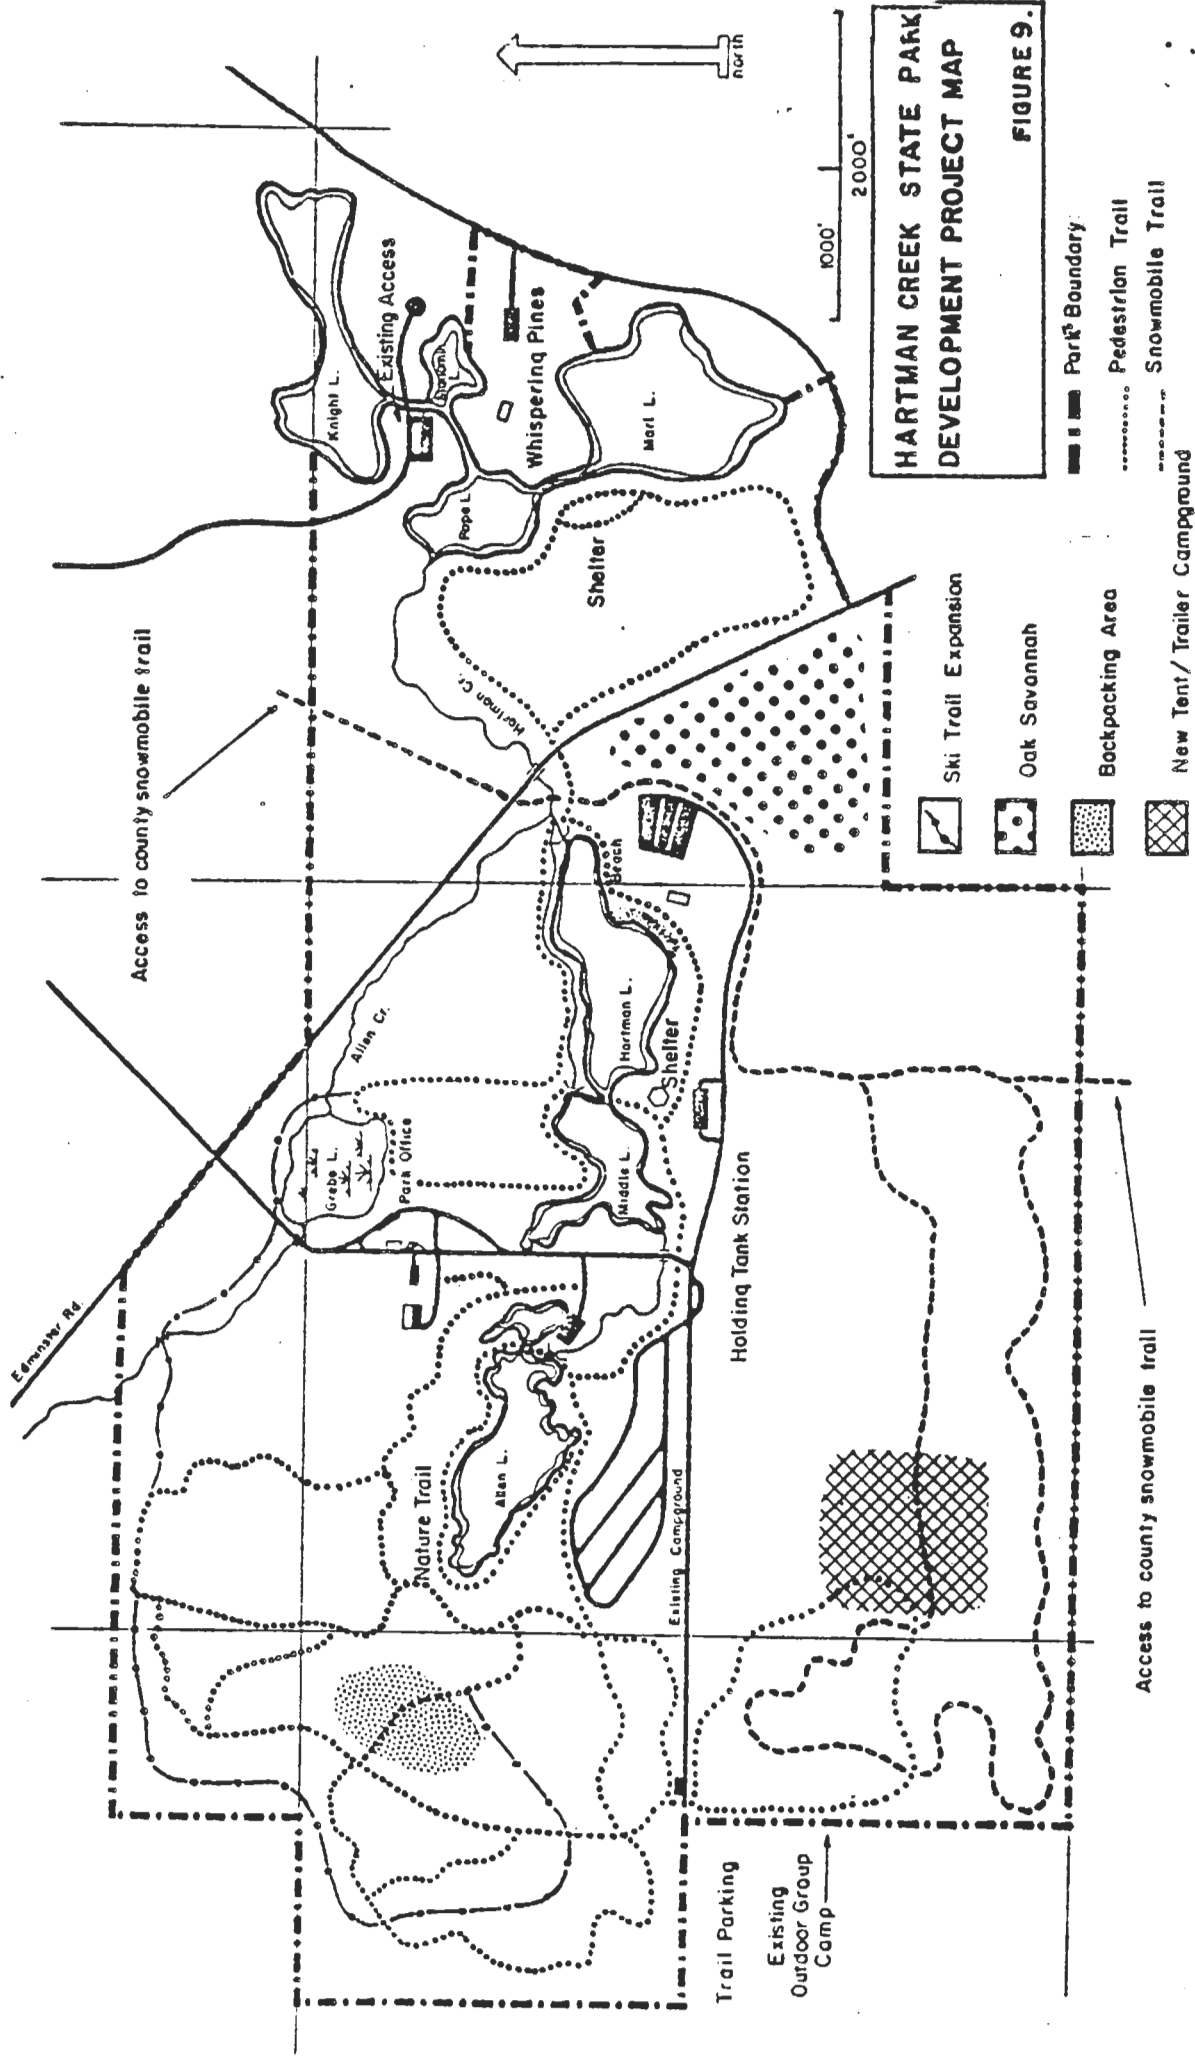 Access to county snowmobile trail
Edmunster Rd.
Allen Cr.
Grebe L.
Park Office
Nature Trail
Allen L.
Middle L.
Hartman L.
Beach
Shelter
Hartman Cr.
Shelter
Pope L.
Knight L.
Existing Access
L.
Whispering Pines
Marl L.
Existing Campground
Holding Tank Station
Trail Parking
Existing
Outdoor Group
Camp
Access to county snowmobile trail
north
1000'
2000'
HARTMAN CREEK STATE PARK
DEVELOPMENT PROJECT MAP
FIGURE 9.
Ski Trail Expansion
Oak Savannah
Backpacking Area
New Tent/Trailer Campground
Park Boundary
Pedestrian Trail
Snowmobile Trail